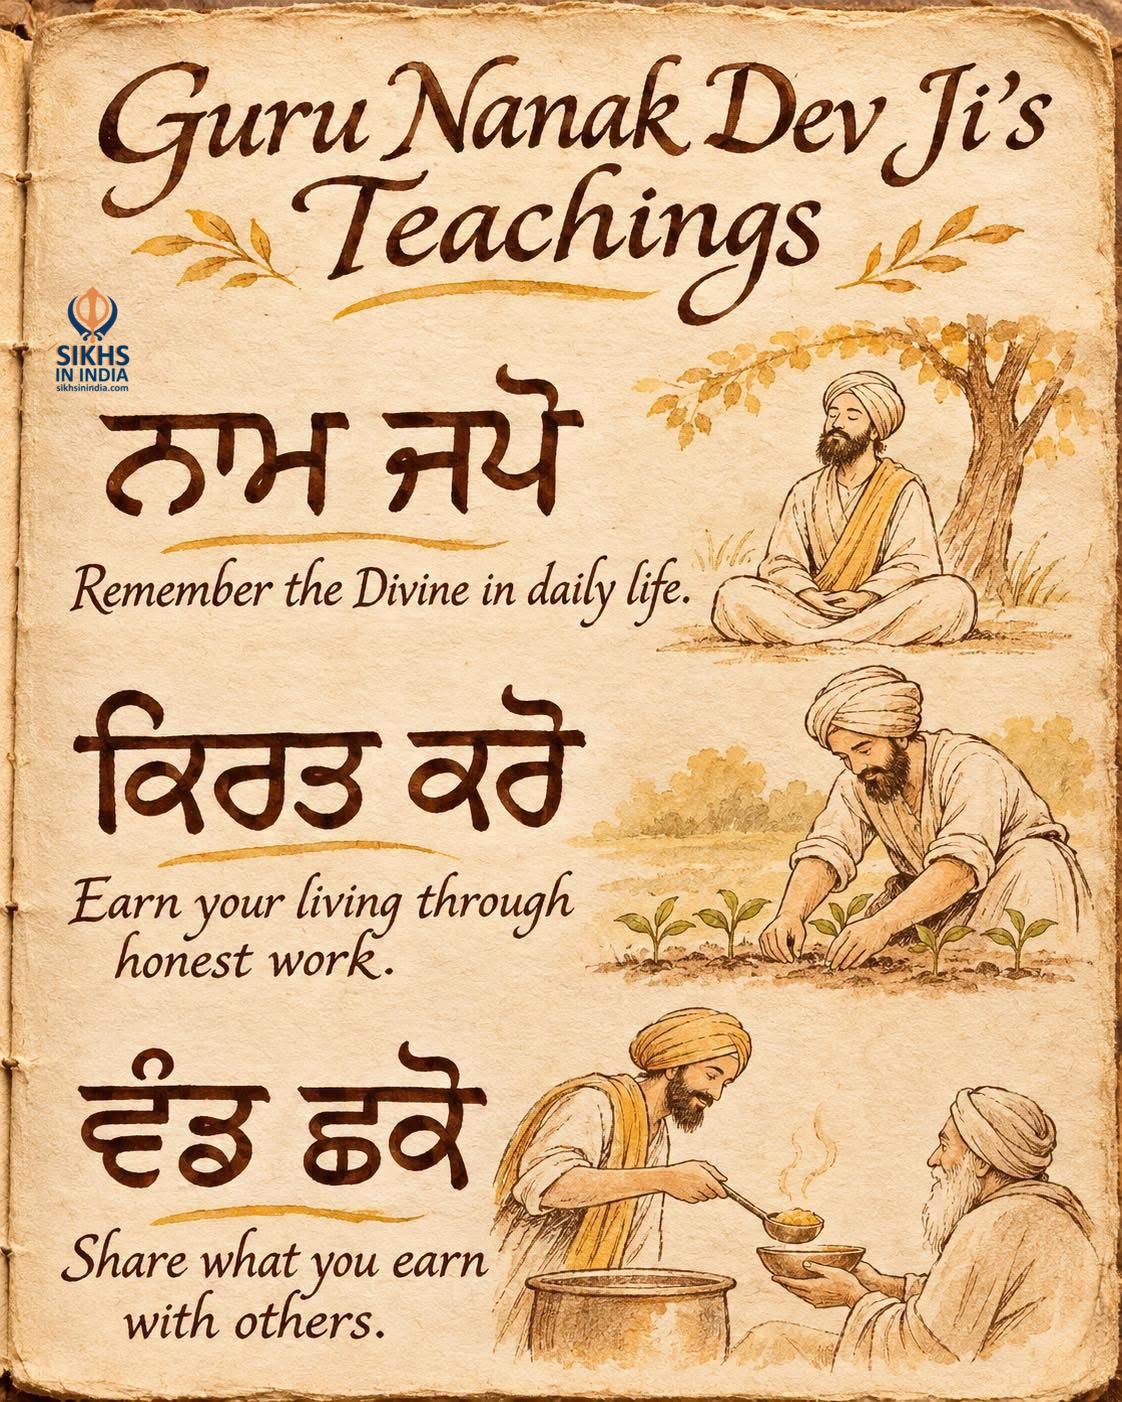 Guru Nanak Dev Ji's
Teachings
SIKHS
IN INDIA
sikhsinindia.com
ਨਾਮ ਜਪੋ
Remember the Divine in daily life.
ਕਿਰਤ ਕਰੋ
Earn your living through
honest work.
ਵੰਡ ਛਕੋ
Share what you earn
with others.